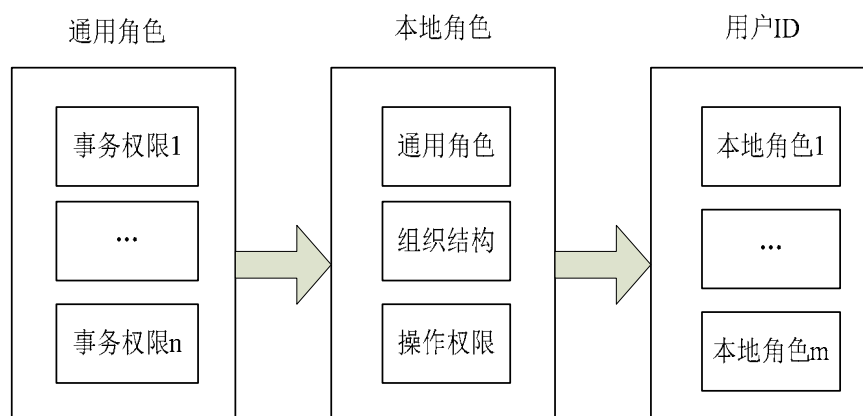 通用角色
本地角色
用户ID
事务权限1
...
事务权限n
通用角色
组织结构
操作权限
本地角色1
...
本地角色m